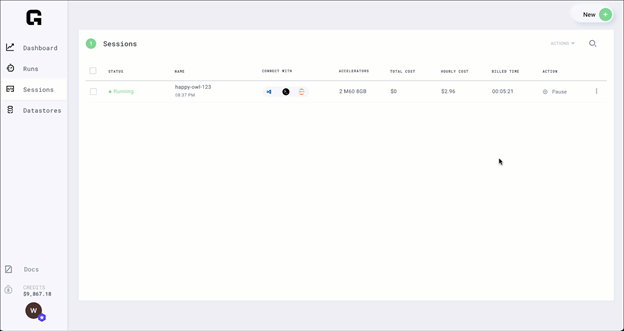 New +
Dashboard
Runs
Sessions
Datastores
1 Sessions
ACTIONS
STATUS NAME CONNECT WITH ACCELERATORS TOTAL COST HOURLY COST BILLED TIME ACTION
Running happy-owl-123 2 M60 8GB $0 $2.96 00:05:21 Pause
08:37 PM
Docs
CREDITS
$9,867.18
W